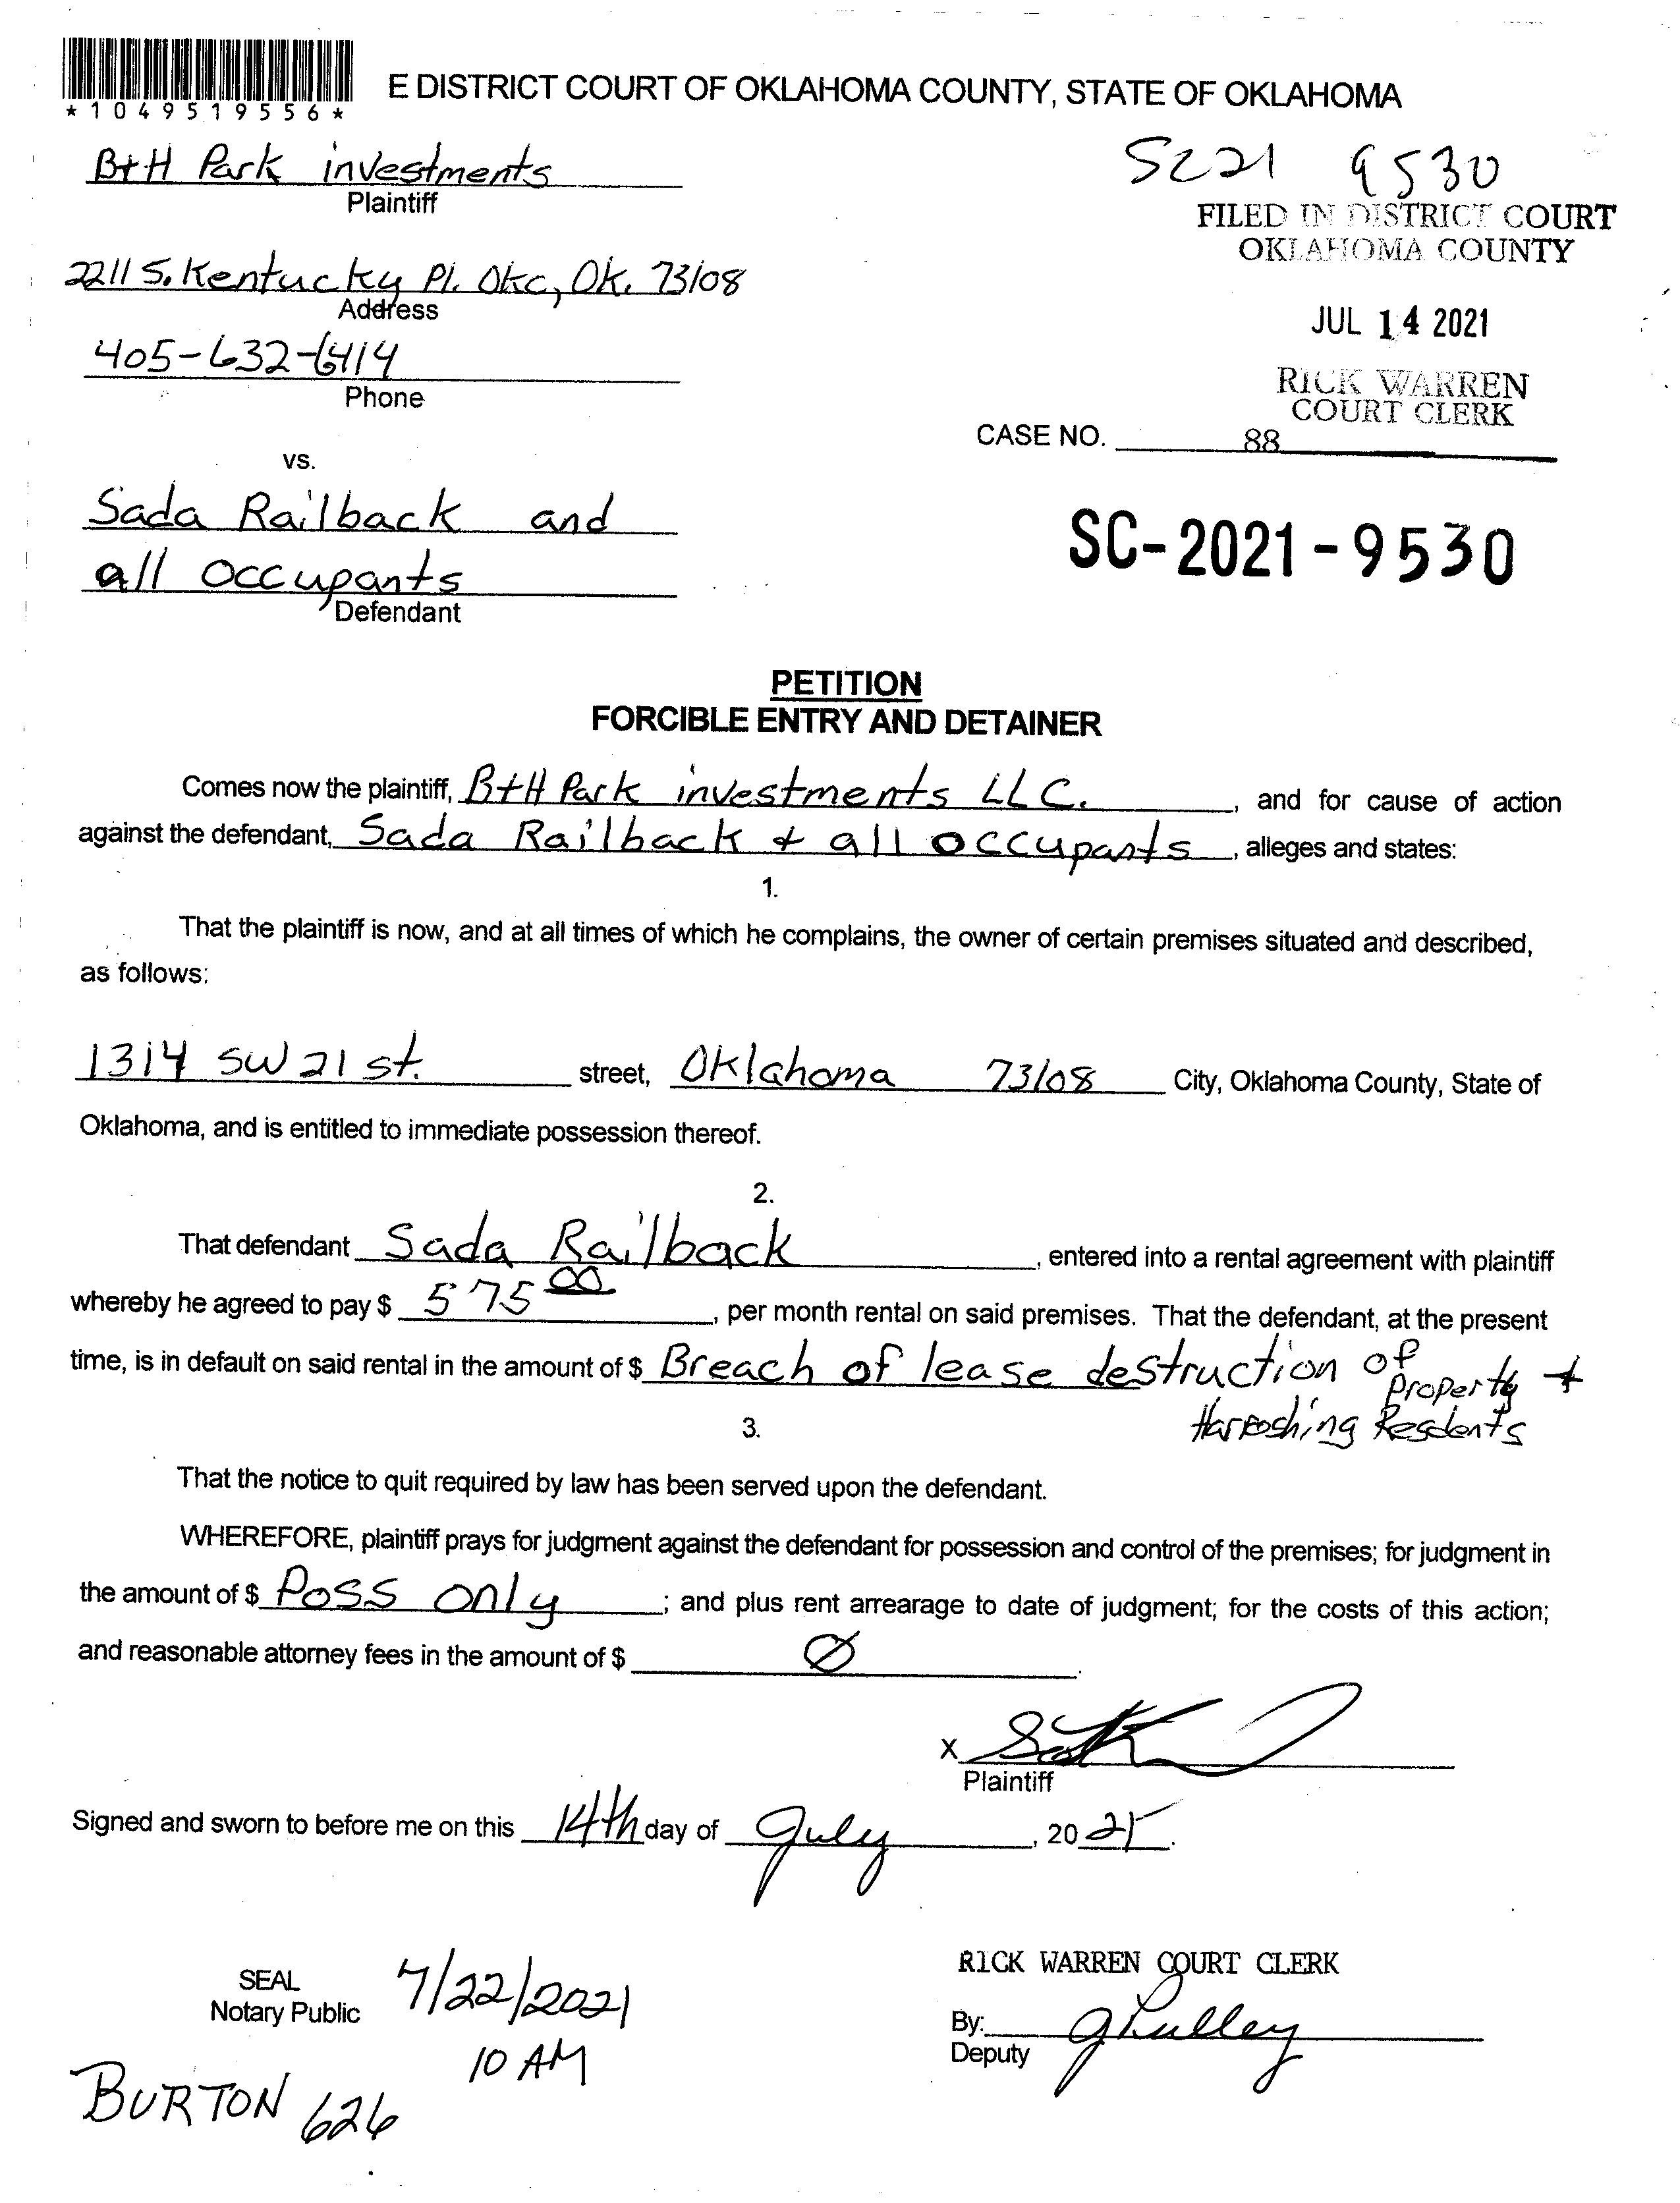 *1049519556*
E DISTRICT COURT OF OKLAHOMA COUNTY, STATE OF OKLAHOMA
B+H Park investments
Plaintiff
SC21 9530
FILED IN DISTRICT COURT
OKLAHOMA COUNTY
2211 S. Kentucky Pl. Okc, Ok. 73108
Address
JUL 14 2021
405-632-6414
Phone
RICK WARREN
COURT CLERK
CASE NO. 88
vs.
Sada Railback and
all occupants
Defendant
SC-2021-9530
PETITION
FORCIBLE ENTRY AND DETAINER
Comes now the plaintiff, B+H Park investments LLC. , and for cause of action
against the defendant, Sada Railback + all occupants , alleges and states:
1.
That the plaintiff is now, and at all times of which he complains, the owner of certain premises situated and described,
as follows:
1314 SW 21 st. street, Oklahoma 73108 City, Oklahoma County, State of
Oklahoma, and is entitled to immediate possession thereof.
2.
That defendant Sada Railback , entered into a rental agreement with plaintiff
whereby he agreed to pay $ 575 00 , per month rental on said premises. That the defendant, at the present
time, is in default on said rental in the amount of $ Breach of lease destruction of Property +
Harrashing Resdents
3.
That the notice to quit required by law has been served upon the defendant.
WHEREFORE, plaintiff prays for judgment against the defendant for possession and control of the premises; for judgment in
the amount of $ Poss only ; and plus rent arrearage to date of judgment; for the costs of this action;
and reasonable attorney fees in the amount of $ Ø .
X
Plaintiff
Signed and sworn to before me on this 14th day of July , 20 21 .
SEAL
Notary Public
7/22/2021
10 AM
BURTON 626
RICK WARREN COURT CLERK
By: GPulley
Deputy